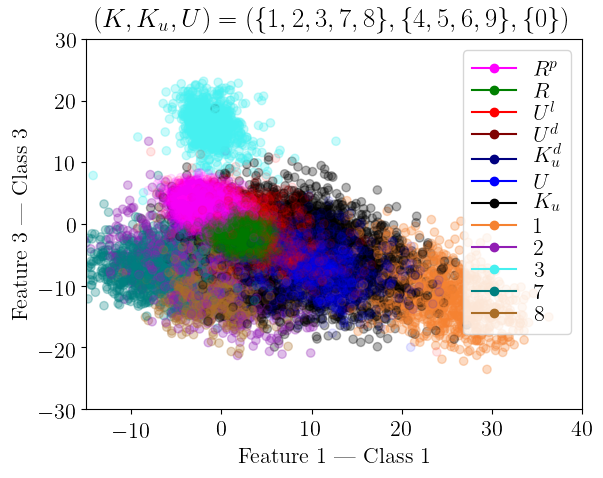 (K, K_u, U) = ({1, 2, 3, 7, 8}, {4, 5, 6, 9}, {0})
Feature 3 — Class 3
30
20
10
0
−10
−20
−30
−10
0
10
20
30
40
Feature 1 — Class 1
R^p
R
U^l
U^d
K_u^d
U
K_u
1
2
3
7
8